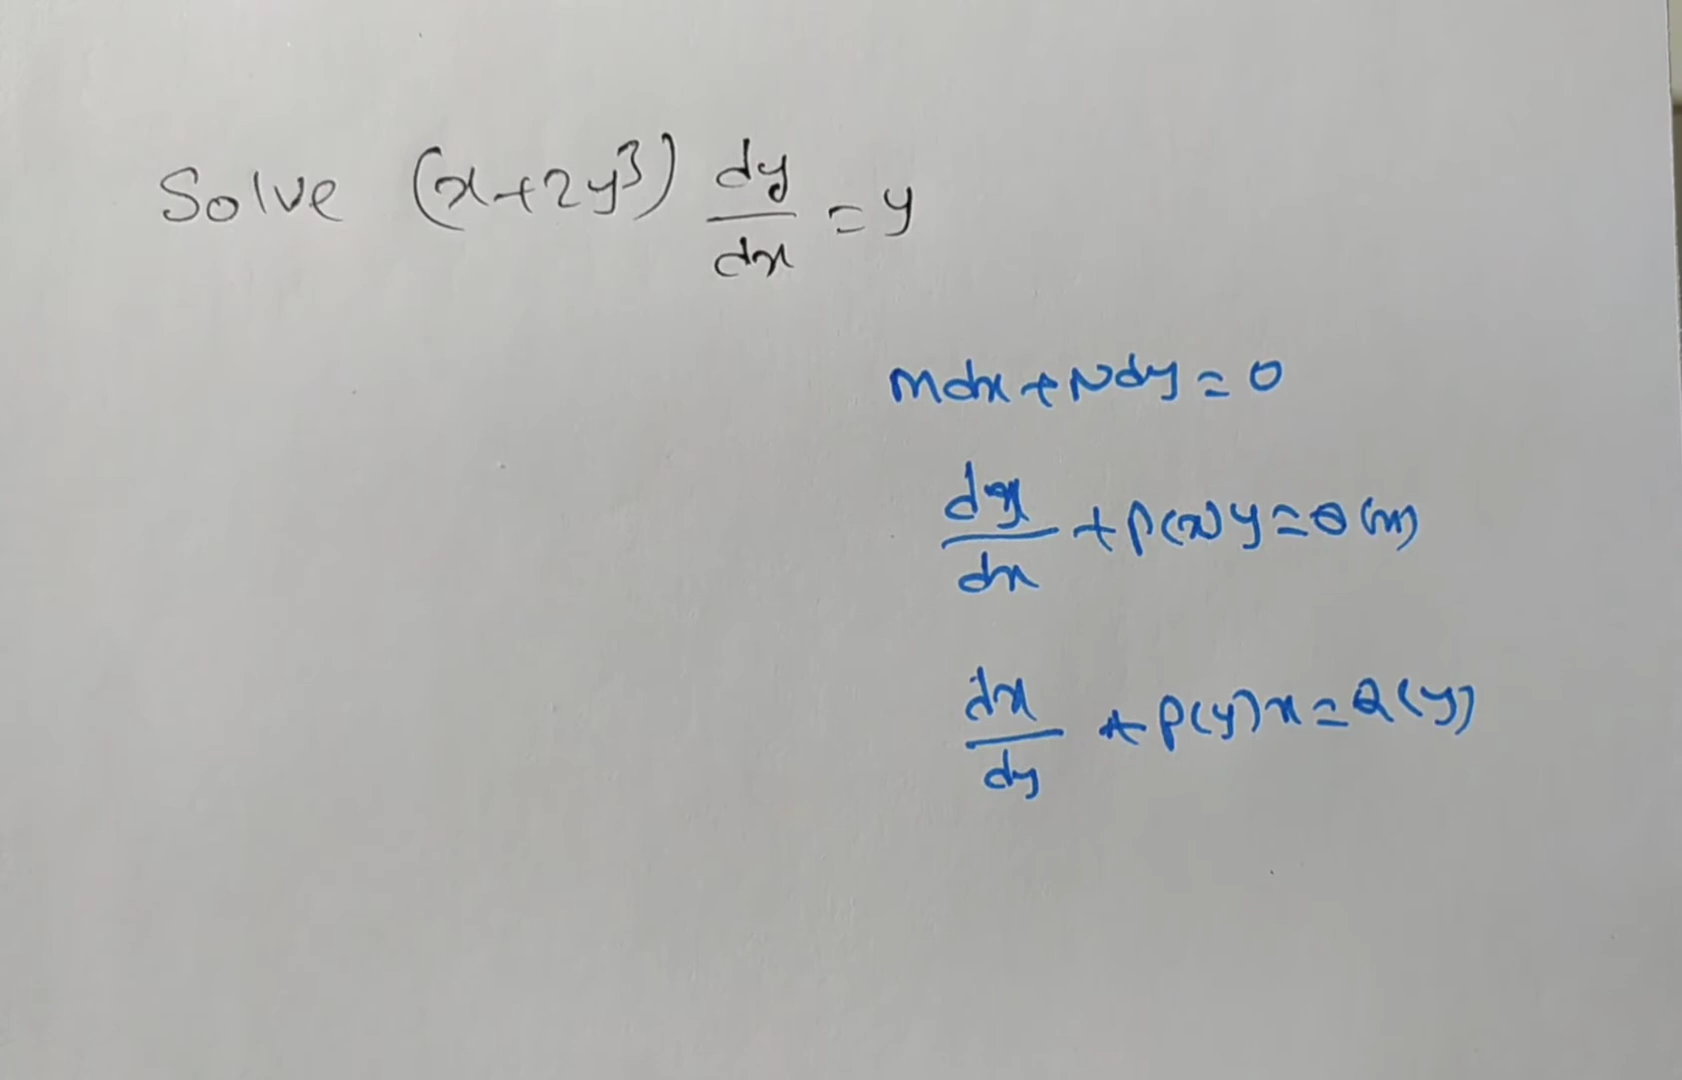 Solve (x+2y³) dy/dx = y
Mdx + Ndy = 0
dy/dx + P(x)y = Q(x)
dx/dy + P(y)x = Q(y)